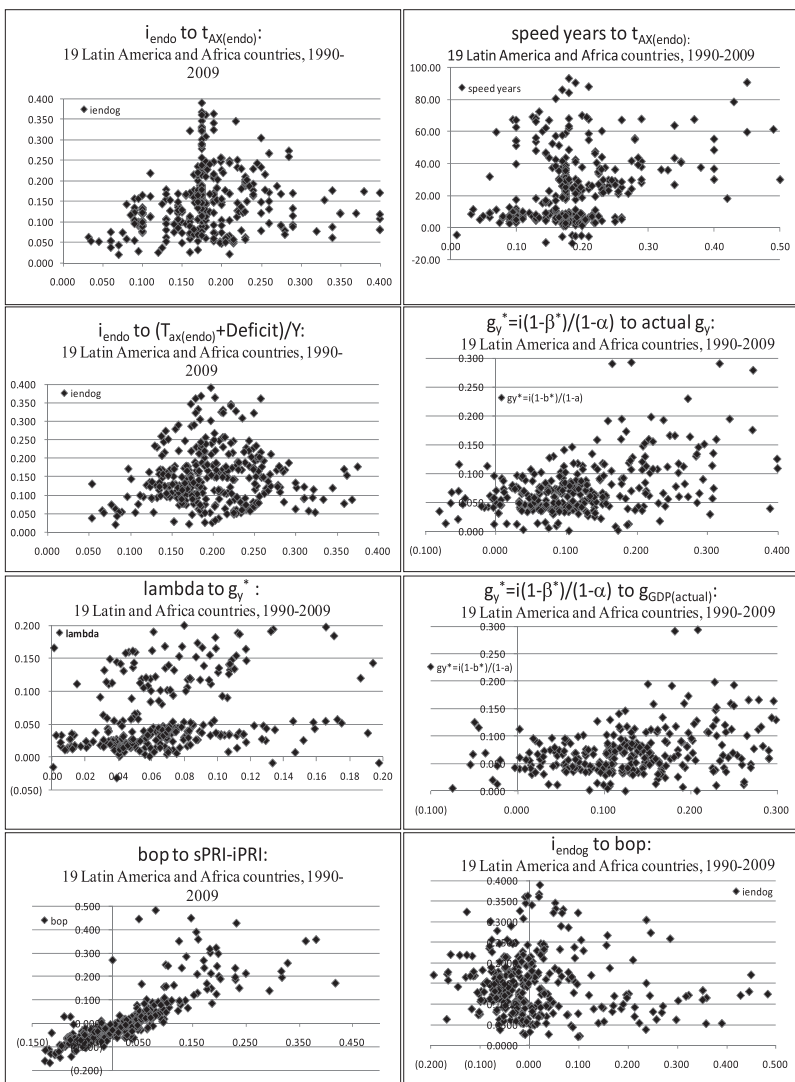 i_endo to t_AX(endo):
19 Latin America and Africa countries, 1990-
2009
0.400
0.350
0.300
0.250
0.200
0.150
0.100
0.050
0.000
iendog
0.000 0.050 0.100 0.150 0.200 0.250 0.300 0.350 0.400
speed years to t_AX(endo):
19 Latin America and Africa countries, 1990-2009
100.00
80.00
60.00
40.00
20.00
0.00
-20.00
speed years
0.00 0.10 0.20 0.30 0.40 0.50
i_endo to (T_ax(endo)+Deficit)/Y:
19 Latin America and Africa countries, 1990-
2009
0.400
0.350
0.300
0.250
0.200
0.150
0.100
0.050
0.000
iendog
0.000 0.050 0.100 0.150 0.200 0.250 0.300 0.350 0.400
g_y*=i(1-β*)/(1-α) to actual g_y:
19 Latin America and Africa countries, 1990-2009
0.300
0.250
0.200
0.150
0.100
0.050
0.000
gy*=i(1-b*)/(1-a)
(0.100) 0.000 0.100 0.200 0.300 0.400
lambda to g_y* :
19 Latin and Africa countries, 1990-2009
0.200
0.150
0.100
0.050
0.000
(0.050)
lambda
0.00 0.02 0.04 0.06 0.08 0.10 0.12 0.14 0.16 0.18 0.20
g_y*=i(1-β*)/(1-α) to g_GDP(actual):
19 Latin America and Africa countries, 1990-2009
0.300
0.250
0.200
0.150
0.100
0.050
0.000
gy*=i(1-b*)/(1-a)
(0.100) 0.000 0.100 0.200 0.300
bop to sPRI-iPRI:
19 Latin America and Africa countries, 1990-
2009
0.500
0.400
0.300
0.200
0.100
0.000
(0.100)
(0.200)
bop
(0.150) 0.050 0.150 0.250 0.350 0.450
i_endog to bop:
19 Latin America and Africa countries, 1990-2009
0.4000
0.3500
0.3000
0.2500
0.2000
0.1500
0.1000
0.0500
0.0000
iendog
(0.200) (0.100) 0.000 0.100 0.200 0.300 0.400 0.500